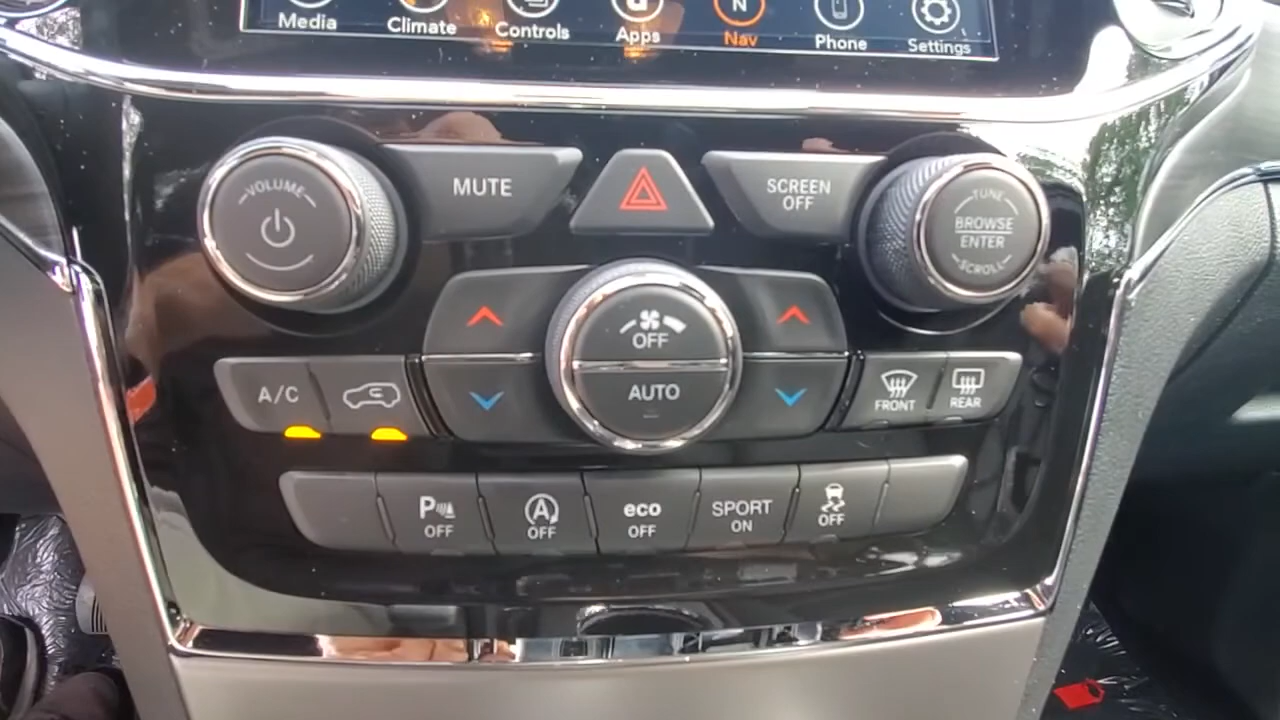 Media Climate Controls Apps Nav Phone Settings
N
VOLUME
MUTE
SCREEN
OFF
TUNE
BROWSE
ENTER
SCROLL
OFF
AUTO
A/C
FRONT
REAR
P OFF
A OFF
eco
OFF
SPORT
ON
OFF